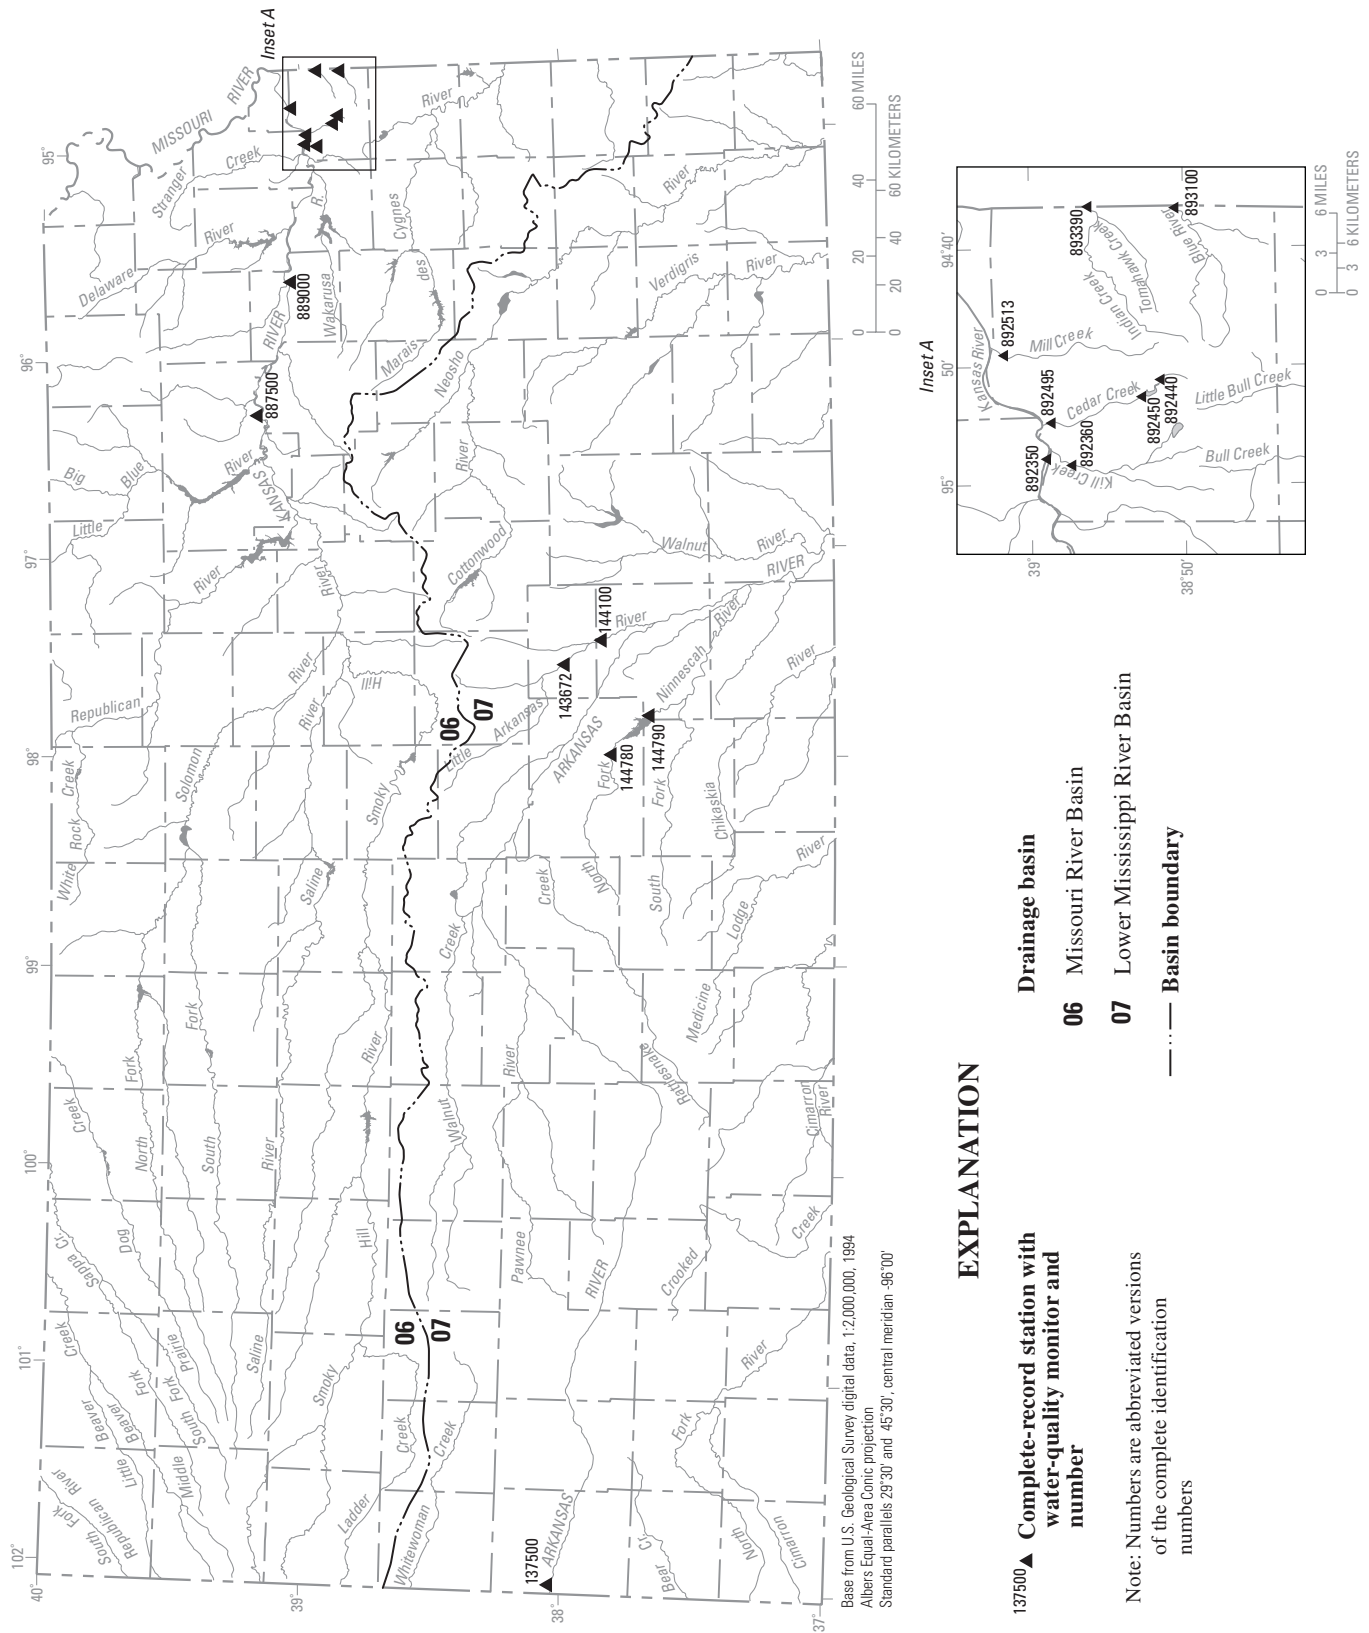 102°
101°
100°
99°
98°
97°
96°
95°
40°
39°
38°
37°
South
Fork
Republican
River
Little
Beaver
Beaver
Creek
Sappa Cr.
Middle
South Fork
Fork
Prairie
Dog
Creek
North
Fork
South
Fork
Solomon
River
Saline
River
Saline
River
Smoky
Hill
River
Smoky
Hill
River
Ladder
Creek
Whitewoman
Creek
White
Rock
Creek
Republican
River
Little
Blue
Big
River
KANSAS
RIVER
887500
889000
Delaware
River
Stranger
Creek
MISSOURI
RIVER
Inset A
Wakarusa
R.
Marais
des
Cygnes
River
Neosho
River
Cottonwood
River
Verdigris
River
Walnut
River
RIVER
06
07
06
07
Walnut
Creek
Pawnee
River
RIVER
ARKANSAS
137500
Bear
Cr.
North
Fork
Cimarron
River
Crooked
Creek
Cimarron
River
Rattlesnake
Creek
Medicine
Lodge
River
Chikaskia
River
North
Fork
South
Fork
Ninnescah
River
Little
Arkansas
River
ARKANSAS
143672
144100
144780
144790
0 20 40 60 MILES
0 20 40 60 KILOMETERS
Base from U.S. Geological Survey digital data, 1:2,000,000, 1994
Albers Equal-Area Conic projection
Standard parallels 29°30' and 45°30', central meridian -96°00'
EXPLANATION
137500 Complete-record station with
water-quality monitor and
number
Note: Numbers are abbreviated versions
of the complete identification
numbers
Drainage basin
06 Missouri River Basin
07 Lower Mississippi River Basin
Basin boundary
Inset A
95°
50'
94°40'
39°
38°50'
Kansas River
892350
892360
892495
892513
Kill Creek
Cedar Creek
892450
892440
Mill Creek
Indian Creek
Tomahawk Creek
893390
Blue River
893100
Little Bull Creek
Bull Creek
0 3 6 MILES
0 3 6 KILOMETERS